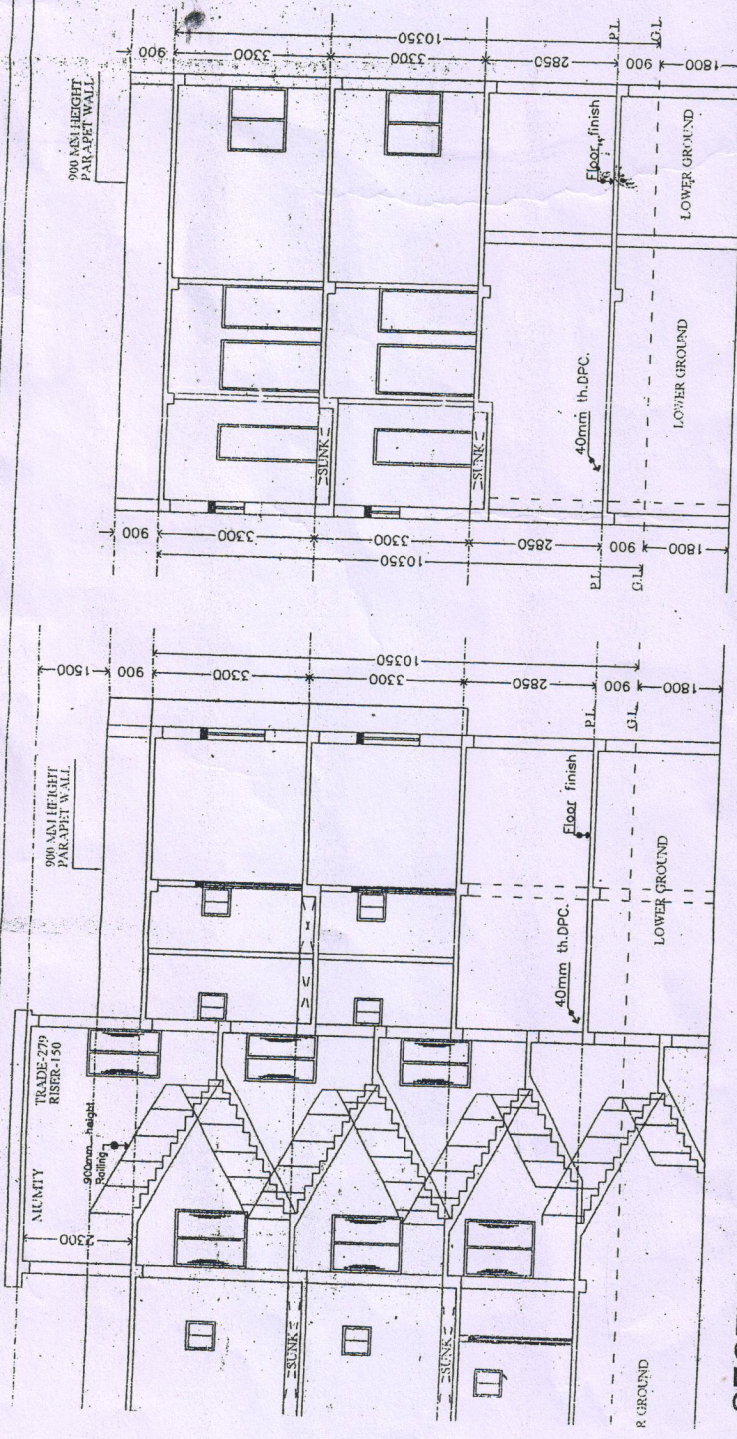 900 MM HEIGHT
PARAPET WALL
900
3300
3300
10350
2850
P.L
900
G.L
1800
Floor finish
LOWER GROUND
LOWER GROUND
40mm th.DPC.
SUNK
SUNK
900
3300
3300
2850
10350
900
1800
P.L
G.L
1500
900
3300
3300
10350
2850
P.L
900
G.L
1800
900 MM HEIGHT
PARAPET WALL
Floor finish
40mm th.DPC.
LOWER GROUND
TRADE-279
RISER-150
MUMTY
900mm height
Railing
2300
SUNK
SUNK
R GROUND